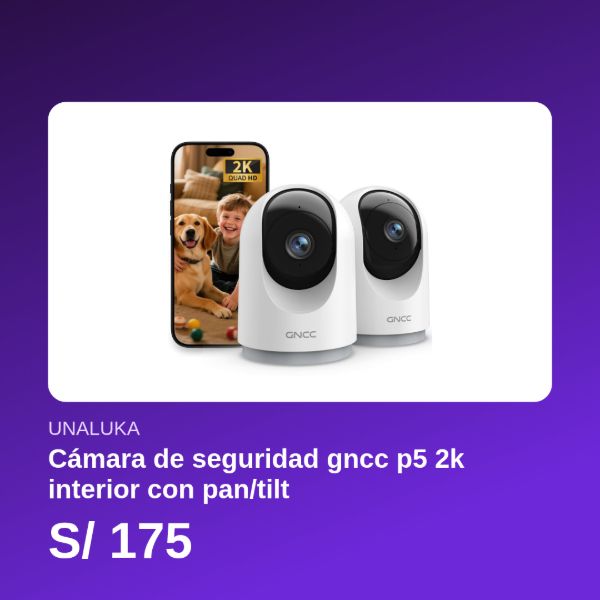 2K
QUAD HD
GNCC
GNCC
UNALUKA
Cámara de seguridad gncc p5 2k
interior con pan/tilt
S/ 175